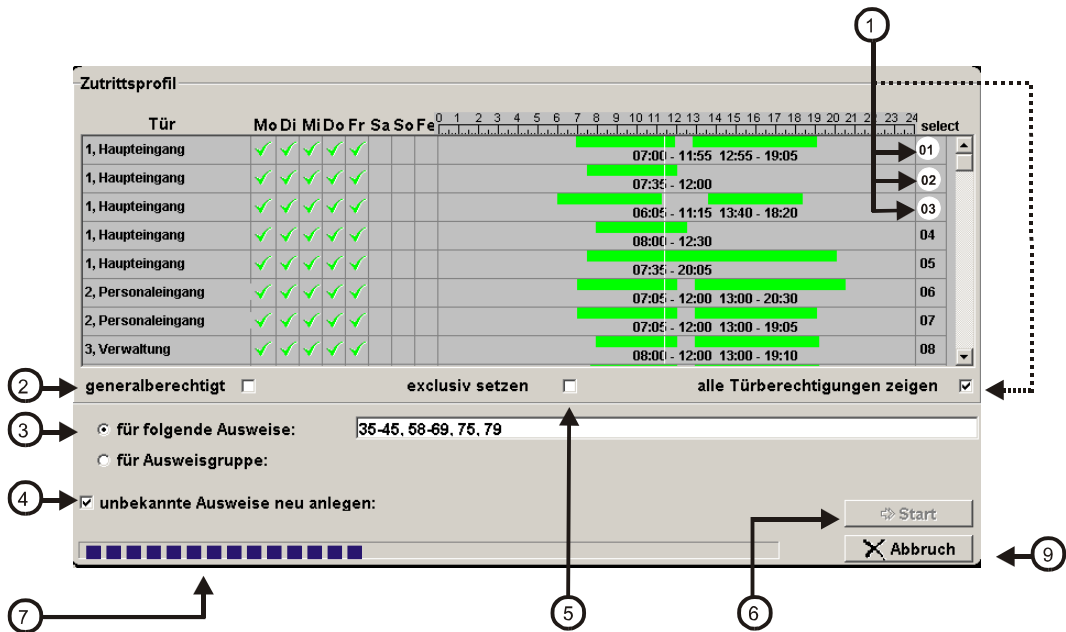 1
Zutrittsprofil
Tür Mo Di Mi Do Fr Sa So Fe 0 1 2 3 4 5 6 7 8 9 10 11 12 13 14 15 16 17 18 19 20 21 22 23 24 select
1, Haupteingang 07:00 - 11:55 12:55 - 19:05 01
1, Haupteingang 07:35 - 12:00 02
1, Haupteingang 06:05 - 11:15 13:40 - 18:20 03
1, Haupteingang 08:00 - 12:30 04
1, Haupteingang 07:35 - 20:05 05
2, Personaleingang 07:05 - 12:00 13:00 - 20:30 06
2, Personaleingang 07:05 - 12:00 13:00 - 19:05 07
3, Verwaltung 08:00 - 12:00 13:00 - 19:10 08
2 generalberechtigt exclusiv setzen alle Türberechtigungen zeigen
3 für folgende Ausweise: 35-45, 58-69, 75, 79
für Ausweisgruppe:
4 unbekannte Ausweise neu anlegen:
Start
Abbruch 9
7 5 6